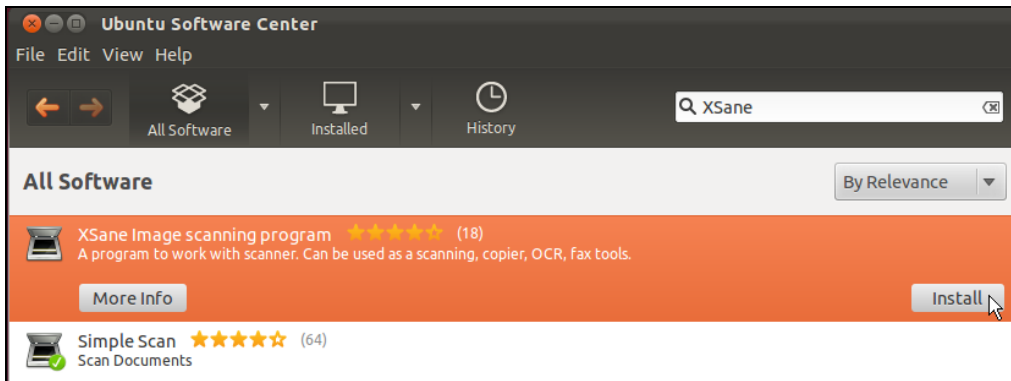 Ubuntu Software Center
File Edit View Help
All Software
Installed
History
XSane
All Software
By Relevance
XSane Image scanning program (18)
A program to work with scanner. Can be used as a scanning, copier, OCR, fax tools.
More Info
Install
Simple Scan (64)
Scan Documents